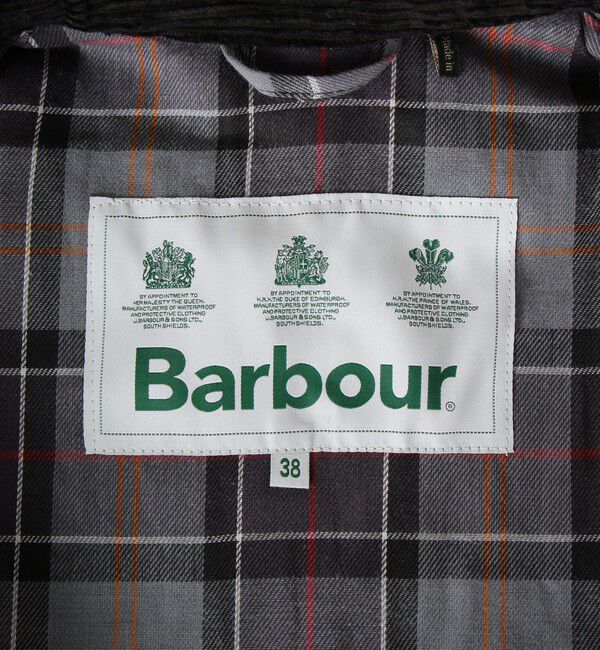 Made in
BY APPOINTMENT TO
HER MAJESTY THE QUEEN,
MANUFACTURERS OF WATERPROOF
AND PROTECTIVE CLOTHING
J.BARBOUR & SONS LTD.,
SOUTH SHIELDS.
BY APPOINTMENT TO
H.R.H. THE DUKE OF EDINBURGH,
MANUFACTURERS OF WATERPROOF
AND PROTECTIVE CLOTHING
J.BARBOUR & SONS LTD.,
SOUTH SHIELDS.
BY APPOINTMENT TO
H.R.H. THE PRINCE OF WALES,
MANUFACTURERS OF WATERPROOF
AND PROTECTIVE CLOTHING
J.BARBOUR & SONS LTD.,
SOUTH SHIELDS.
Barbour®
38